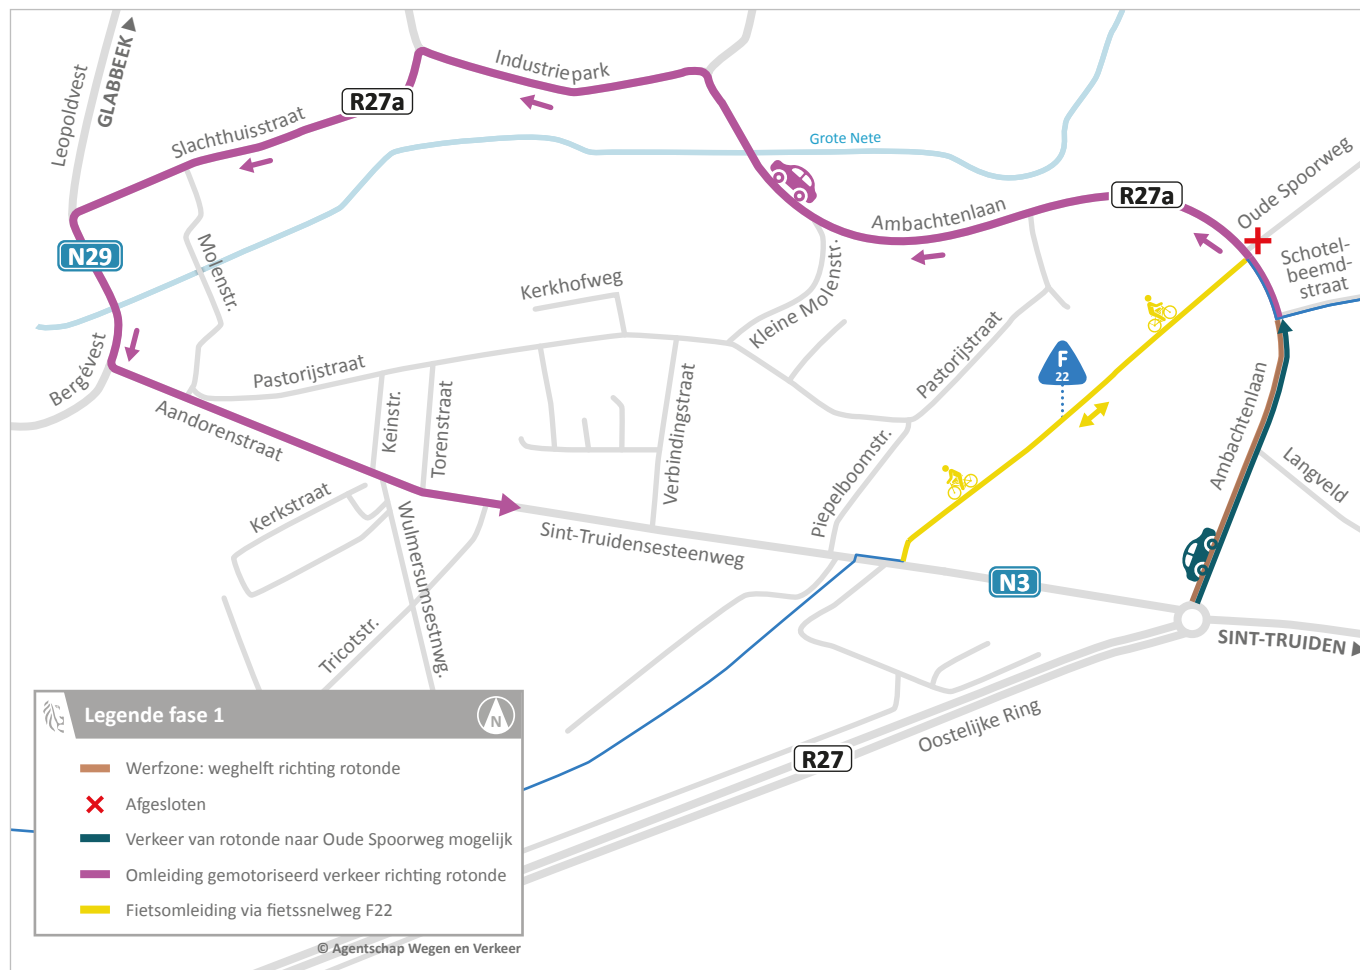 Leopoldvest
GLABBEEK
Slachthuisstraat
R27a
Industriepark
Grote Nete
Ambachtenlaan
R27a
Oude Spoorweg
Schotel-
beemd-
straat
N29
Molenstr.
Bergévest
Aandorenstraat
Pastorijstraat
Kerkhofweg
Kleine Molenstr.
Pastorijstraat
F
22
Keinstr.
Torenstraat
Verbindingstraat
Piepelboomstr.
Ambachtenlaan
Langveld
Kerkstraat
Wulmersumsestnwg.
Sint-Truidensesteenweg
N3
Tricotstr.
SINT-TRUIDEN
Oostelijke Ring
R27
Legende fase 1
N
Werfzone: weghelft richting rotonde
Afgesloten
Verkeer van rotonde naar Oude Spoorweg mogelijk
Omleiding gemotoriseerd verkeer richting rotonde
Fietsomleiding via fietssnelweg F22
© Agentschap Wegen en Verkeer